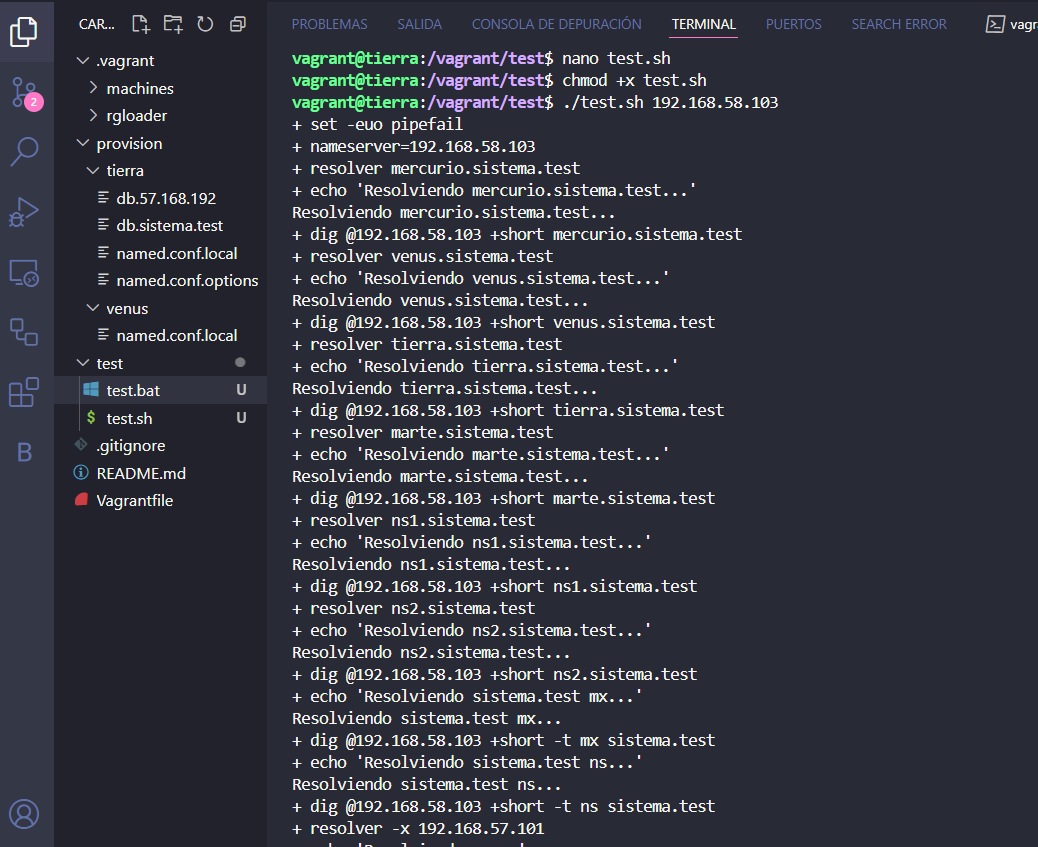 CAR...
.vagrant
machines
rgloader
provision
tierra
db.57.168.192
db.sistema.test
named.conf.local
named.conf.options
venus
named.conf.local
test
test.bat U
$ test.sh U
.gitignore
README.md
Vagrantfile
2
B
PROBLEMAS SALIDA CONSOLA DE DEPURACIÓN TERMINAL PUERTOS SEARCH ERROR vagr
vagrant@tierra:/vagrant/test$ nano test.sh
vagrant@tierra:/vagrant/test$ chmod +x test.sh
vagrant@tierra:/vagrant/test$ ./test.sh 192.168.58.103
+ set -euo pipefail
+ nameserver=192.168.58.103
+ resolver mercurio.sistema.test
+ echo 'Resolviendo mercurio.sistema.test...'
Resolviendo mercurio.sistema.test...
+ dig @192.168.58.103 +short mercurio.sistema.test
+ resolver venus.sistema.test
+ echo 'Resolviendo venus.sistema.test...'
Resolviendo venus.sistema.test...
+ dig @192.168.58.103 +short venus.sistema.test
+ resolver tierra.sistema.test
+ echo 'Resolviendo tierra.sistema.test...'
Resolviendo tierra.sistema.test...
+ dig @192.168.58.103 +short tierra.sistema.test
+ resolver marte.sistema.test
+ echo 'Resolviendo marte.sistema.test...'
Resolviendo marte.sistema.test...
+ dig @192.168.58.103 +short marte.sistema.test
+ resolver ns1.sistema.test
+ echo 'Resolviendo ns1.sistema.test...'
Resolviendo ns1.sistema.test...
+ dig @192.168.58.103 +short ns1.sistema.test
+ resolver ns2.sistema.test
+ echo 'Resolviendo ns2.sistema.test...'
Resolviendo ns2.sistema.test...
+ dig @192.168.58.103 +short ns2.sistema.test
+ echo 'Resolviendo sistema.test mx...'
Resolviendo sistema.test mx...
+ dig @192.168.58.103 +short -t mx sistema.test
+ echo 'Resolviendo sistema.test ns...'
Resolviendo sistema.test ns...
+ dig @192.168.58.103 +short -t ns sistema.test
+ resolver -x 192.168.57.101